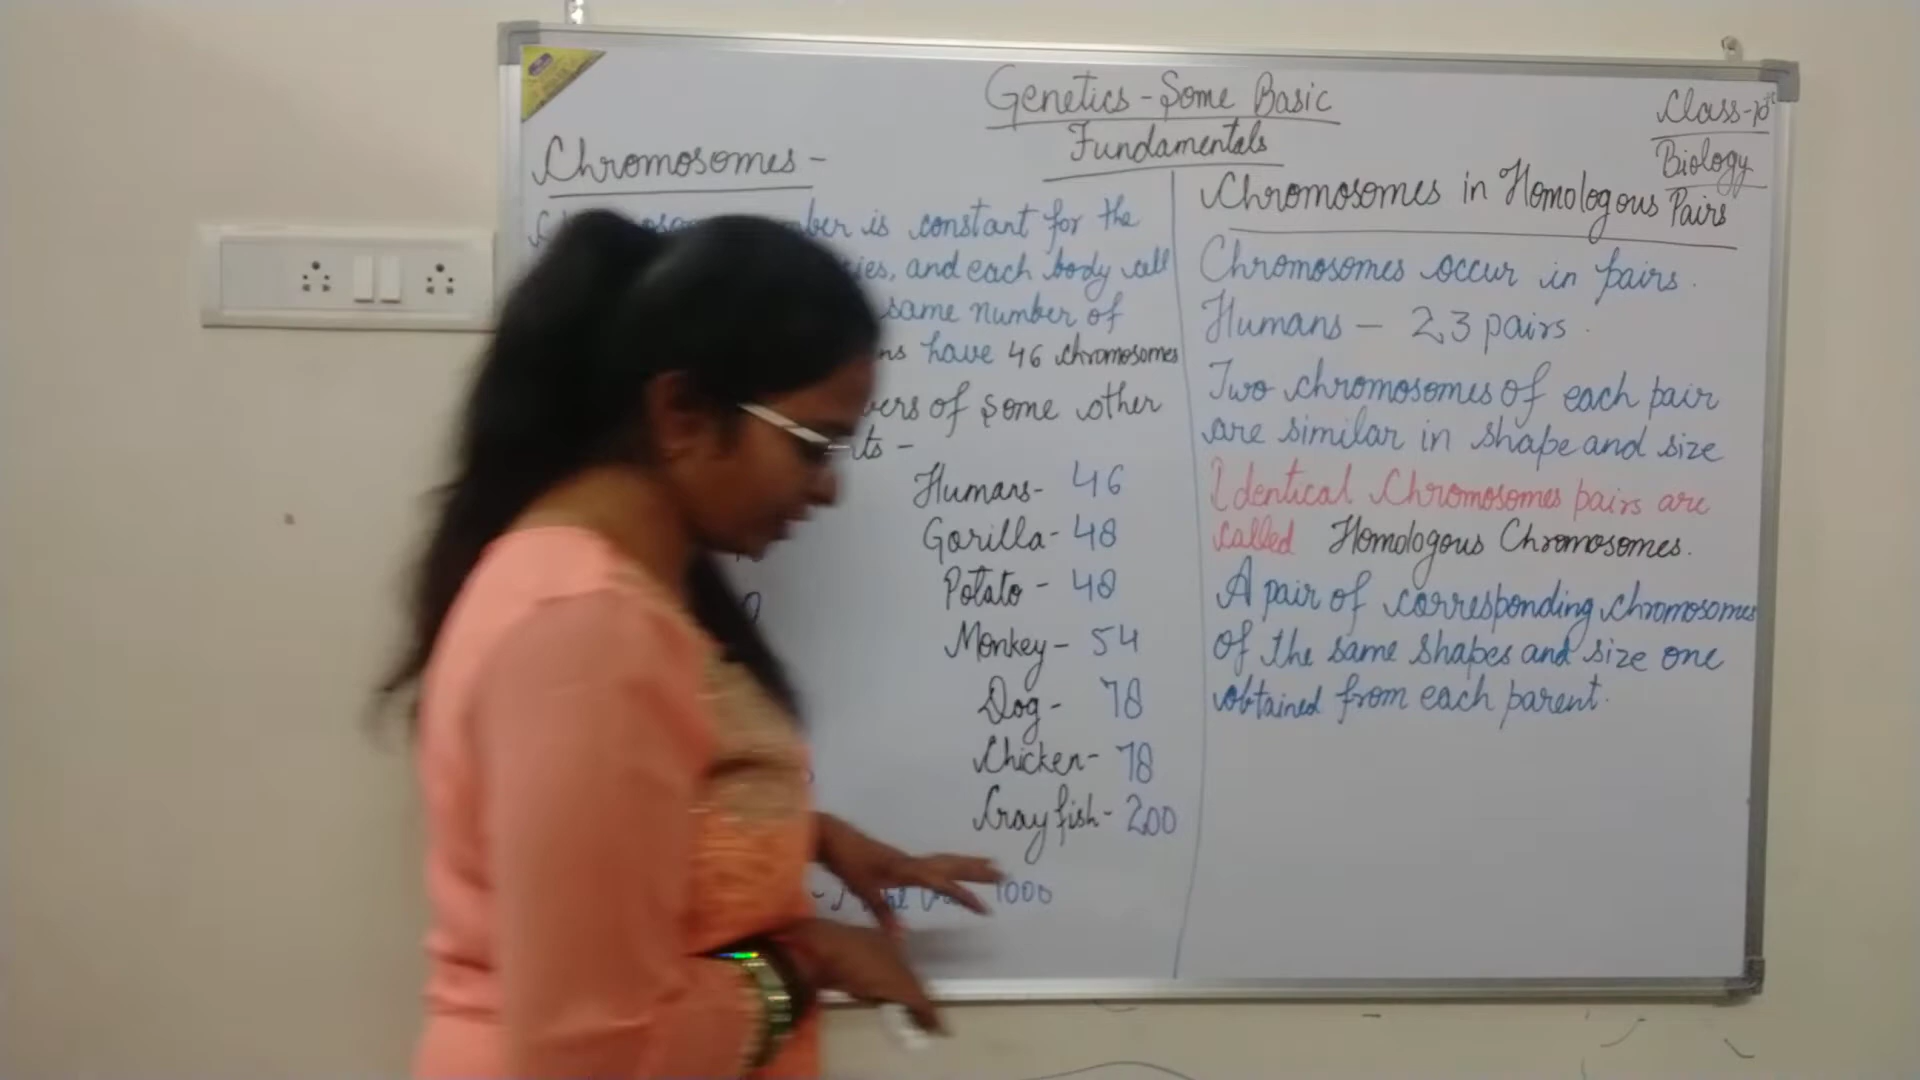 Genetics - Some Basic
Fundamentals
Class-10th
Biology
Chromosomes -
is constant for the
and each body cell
same number of
have 46 chromosomes
of some other
Humans- 46
Gorilla- 48
Potato - 48
Monkey - 54
Dog - 78
Chicken- 78
Cray fish- 200
1000
Chromosomes in Homologous Pairs
Chromosomes occur in pairs.
Humans - 23 pairs.
Two chromosomes of each pair
are similar in shape and size
Identical Chromosomes pairs are
called Homologous Chromosomes.
A pair of corresponding chromosomes
of the same shapes and size one
obtained from each parent.